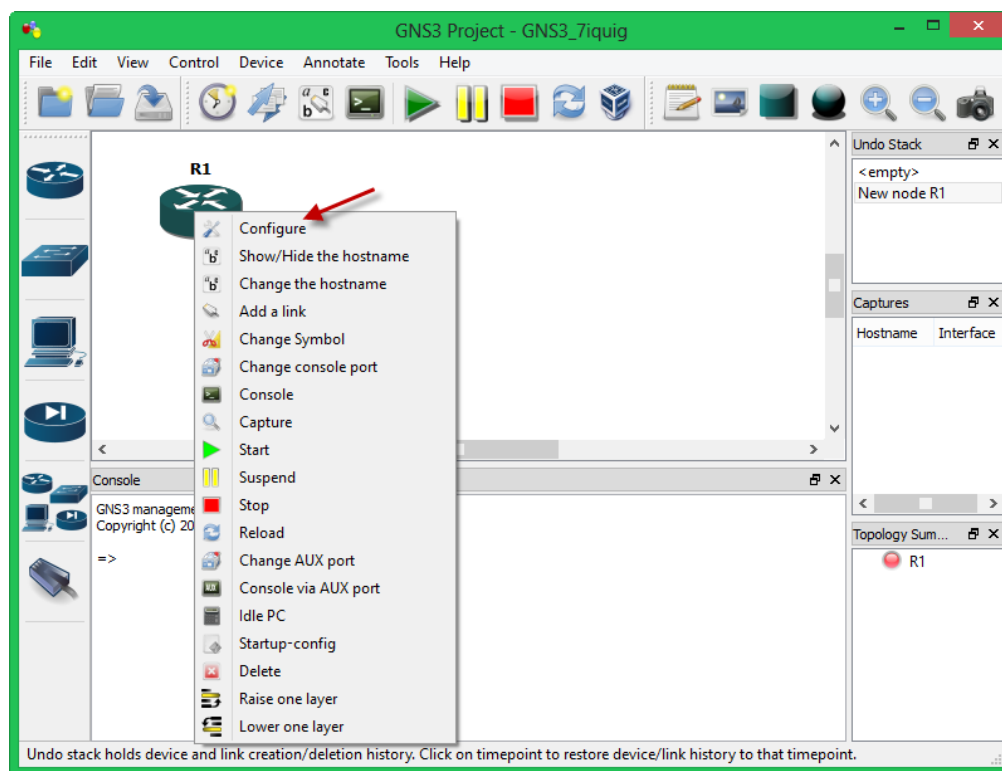 GNS3 Project - GNS3_7iquig
File Edit View Control Device Annotate Tools Help
R1
Configure
Show/Hide the hostname
Change the hostname
Add a link
Change Symbol
Change console port
Console
Capture
Start
Suspend
Stop
Reload
Change AUX port
Console via AUX port
Idle PC
Startup-config
Delete
Raise one layer
Lower one layer
Console
GNS3 manageme
Copyright (c) 20
=>
Undo Stack
<empty>
New node R1
Captures
Hostname Interface
Topology Sum...
R1
Undo stack holds device and link creation/deletion history. Click on timepoint to restore device/link history to that timepoint.